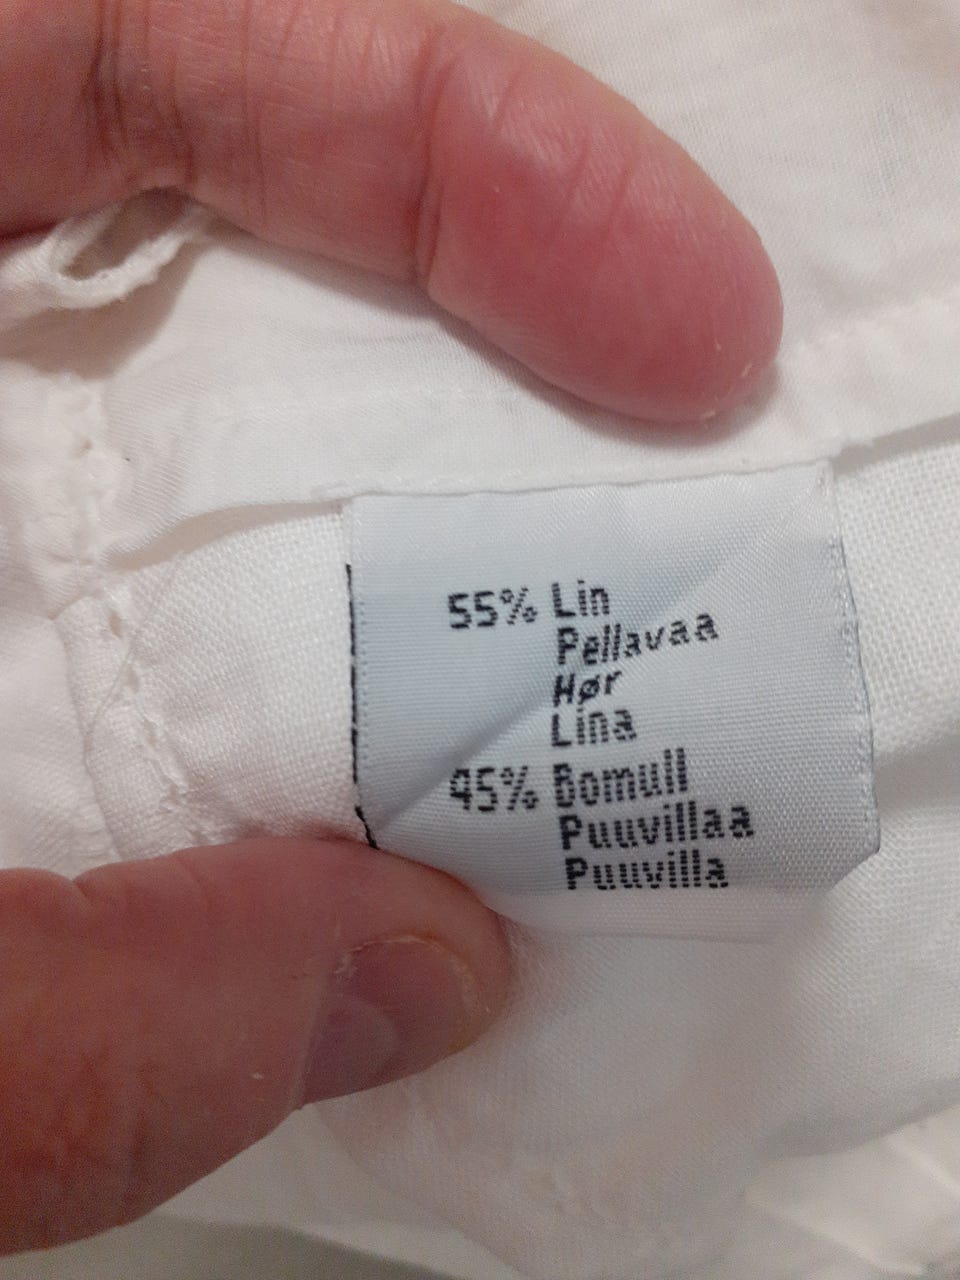 55% Lin
Pellavaa
Hør
Lina
45% Bomull
Puuvillaa
Puuvilla